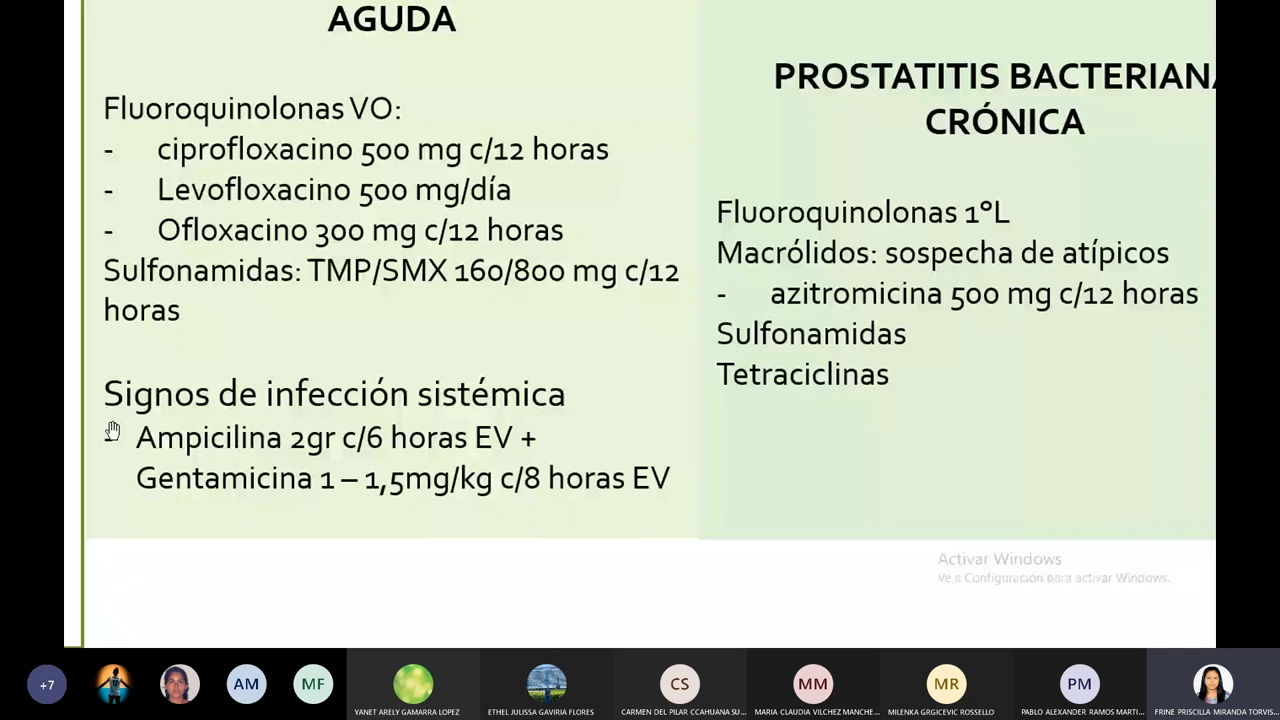 AGUDA
Fluoroquinolonas VO:
- ciprofloxacino 500 mg c/12 horas
- Levofloxacino 500 mg/día
- Ofloxacino 300 mg c/12 horas
Sulfonamidas: TMP/SMX 160/800 mg c/12
horas
Signos de infección sistémica
- Ampicilina 2gr c/6 horas EV +
Gentamicina 1 – 1,5mg/kg c/8 horas EV
PROSTATITIS BACTERIANA
CRÓNICA
Fluoroquinolonas 1°L
Macrólidos: sospecha de atípicos
- azitromicina 500 mg c/12 horas
Sulfonamidas
Tetraciclinas
Activar Windows
Ve a Configuración para activar Windows.
+7
AM
MF
YANET ARELY GAMARRA LOPEZ
ETHEL JULISSA GAVIRIA FLORES
CS
CARMEN DEL PILAR CCAHUANA SU...
MM
MARIA CLAUDIA VILCHEZ MANCHE...
MR
MILENKA GRGICEVIC ROSSELLO
PM
PABLO ALEXANDER RAMOS MARTI...
FRINE PRISCILLA MIRANDA TORVIS...